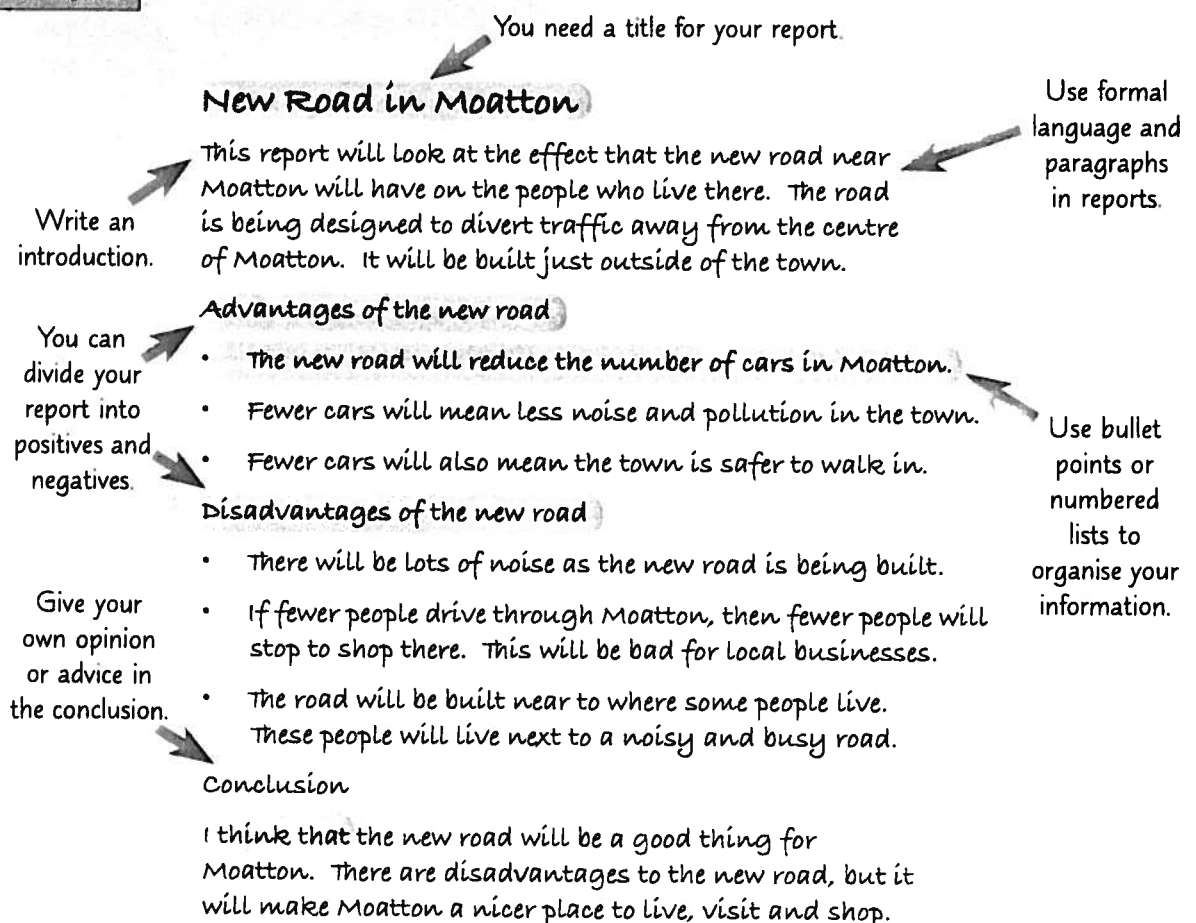 You need a title for your report.
New Road in Moatton
Use formal
language and
paragraphs
in reports.
This report will look at the effect that the new road near
Moatton will have on the people who live there. The road
is being designed to divert traffic away from the centre
of Moatton. It will be built just outside of the town.
Write an
introduction.
Advantages of the new road
You can
divide your
report into
positives and
negatives.
• The new road will reduce the number of cars in Moatton.
• Fewer cars will mean less noise and pollution in the town.
• Fewer cars will also mean the town is safer to walk in.
Use bullet
points or
numbered
lists to
organise your
information.
Disadvantages of the new road
• There will be lots of noise as the new road is being built.
• If fewer people drive through Moatton, then fewer people will
stop to shop there. This will be bad for local businesses.
• The road will be built near to where some people live.
These people will live next to a noisy and busy road.
Give your
own opinion
or advice in
the conclusion.
Conclusion
I think that the new road will be a good thing for
Moatton. There are disadvantages to the new road, but it
will make Moatton a nicer place to live, visit and shop.